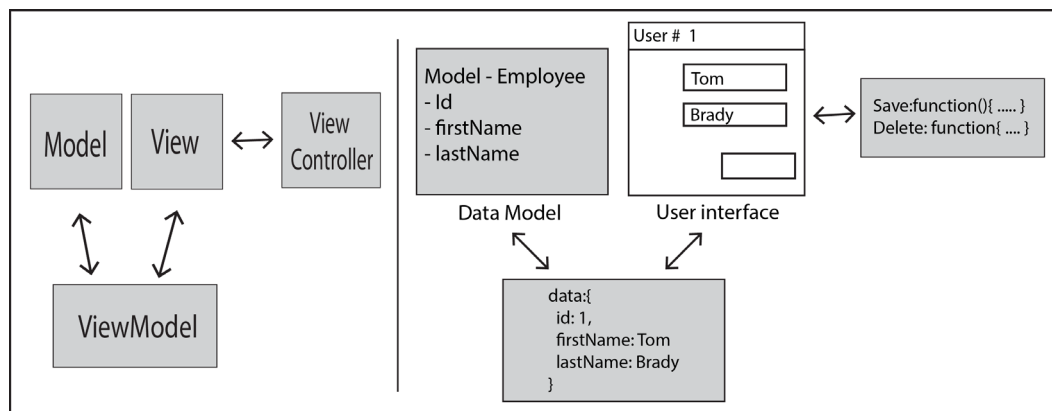 Model
View
View
Controller
ViewModel
Model - Employee
- Id
- firstName
- lastName
Data Model
User # 1
Tom
Brady
User interface
Save:function(){ ..... }
Delete: function{ .... }
data:{
id: 1,
firstName: Tom
lastName: Brady
}